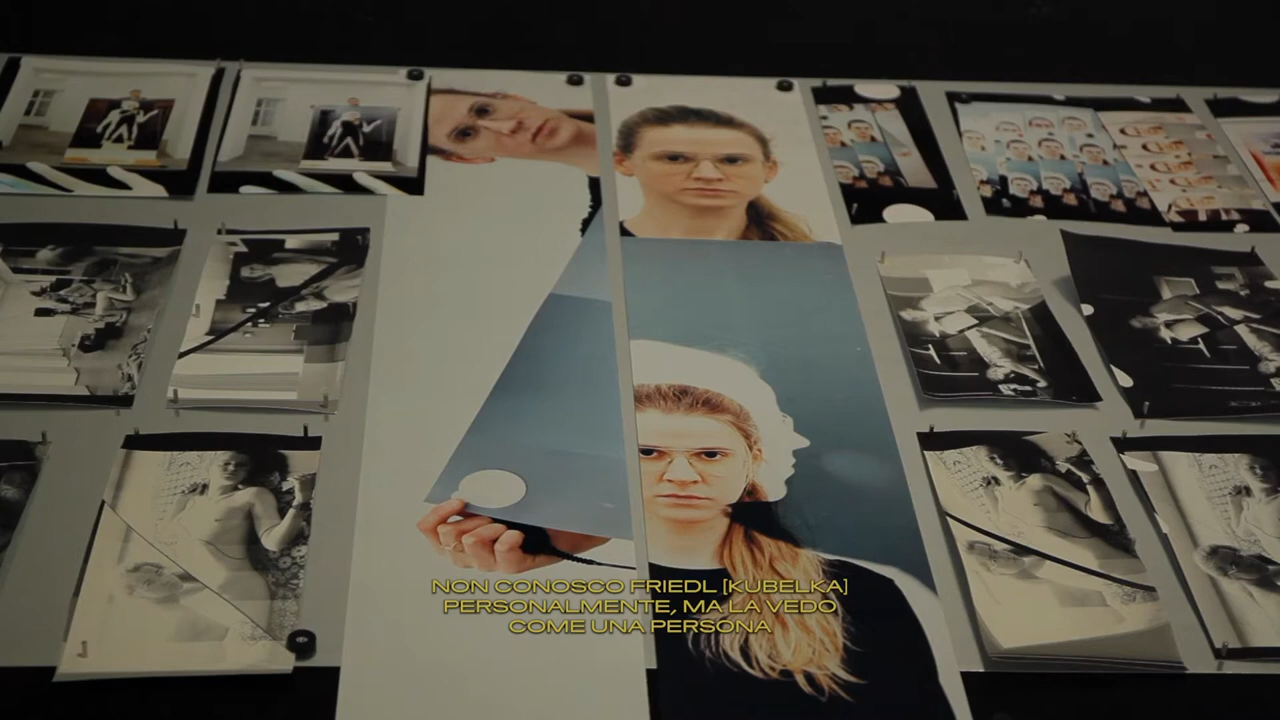 NON CONOSCO FRIEDL [KUBELKA]
PERSONALMENTE, MA LA VEDO
COME UNA PERSONA